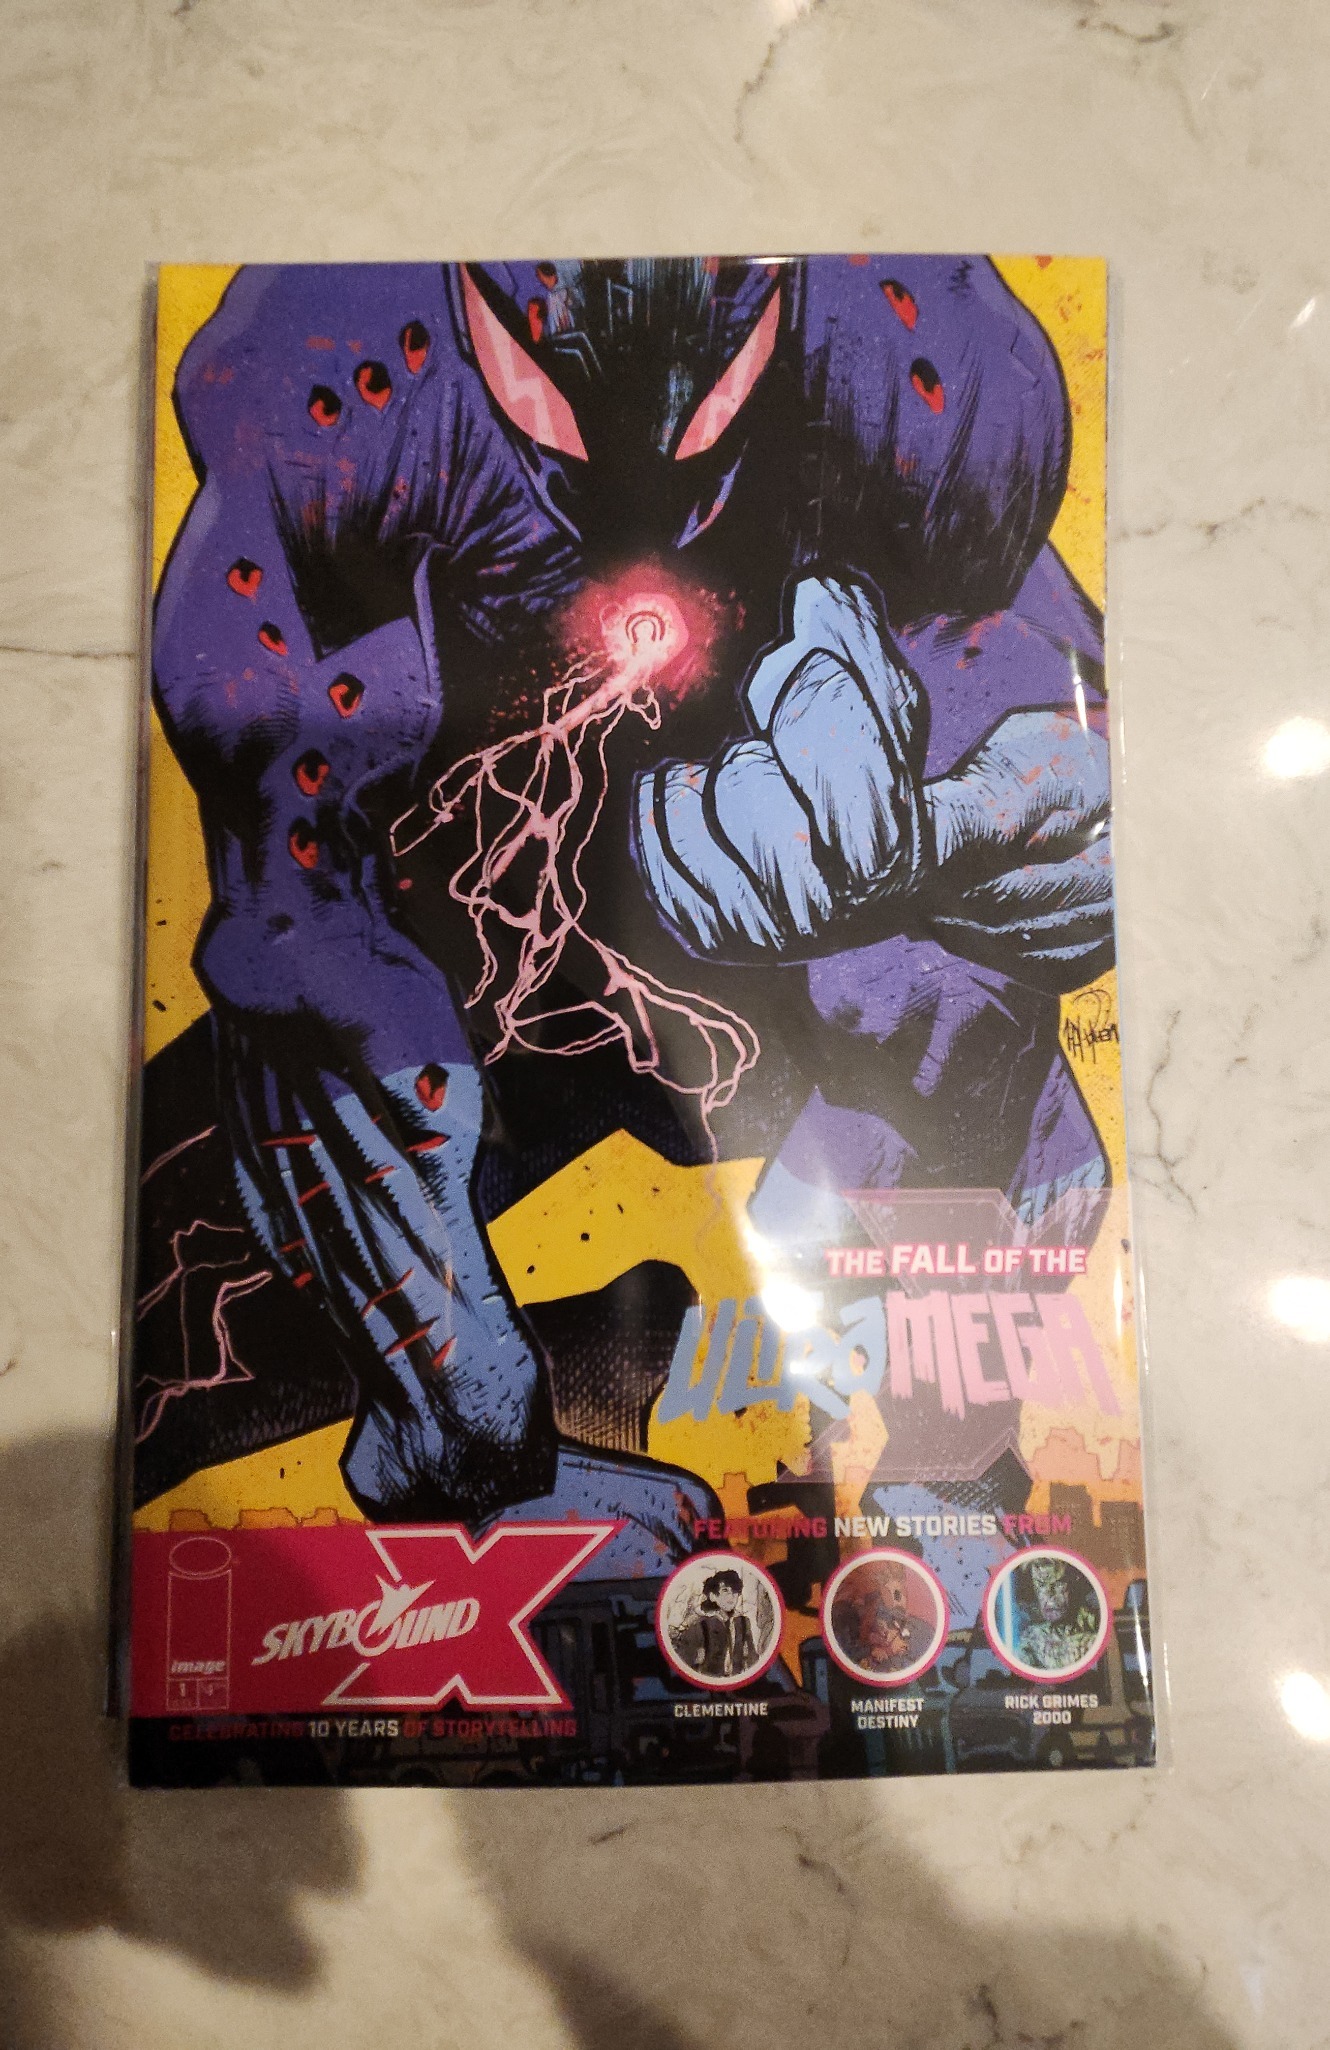 THE FALL OF THE
ULTRAMEGA
FEATURING NEW STORIES FROM
SKYBOUND X
image
1
CLEMENTINE
MANIFEST
DESTINY
RICK GRIMES
2000
CELEBRATING 10 YEARS OF STORYTELLING